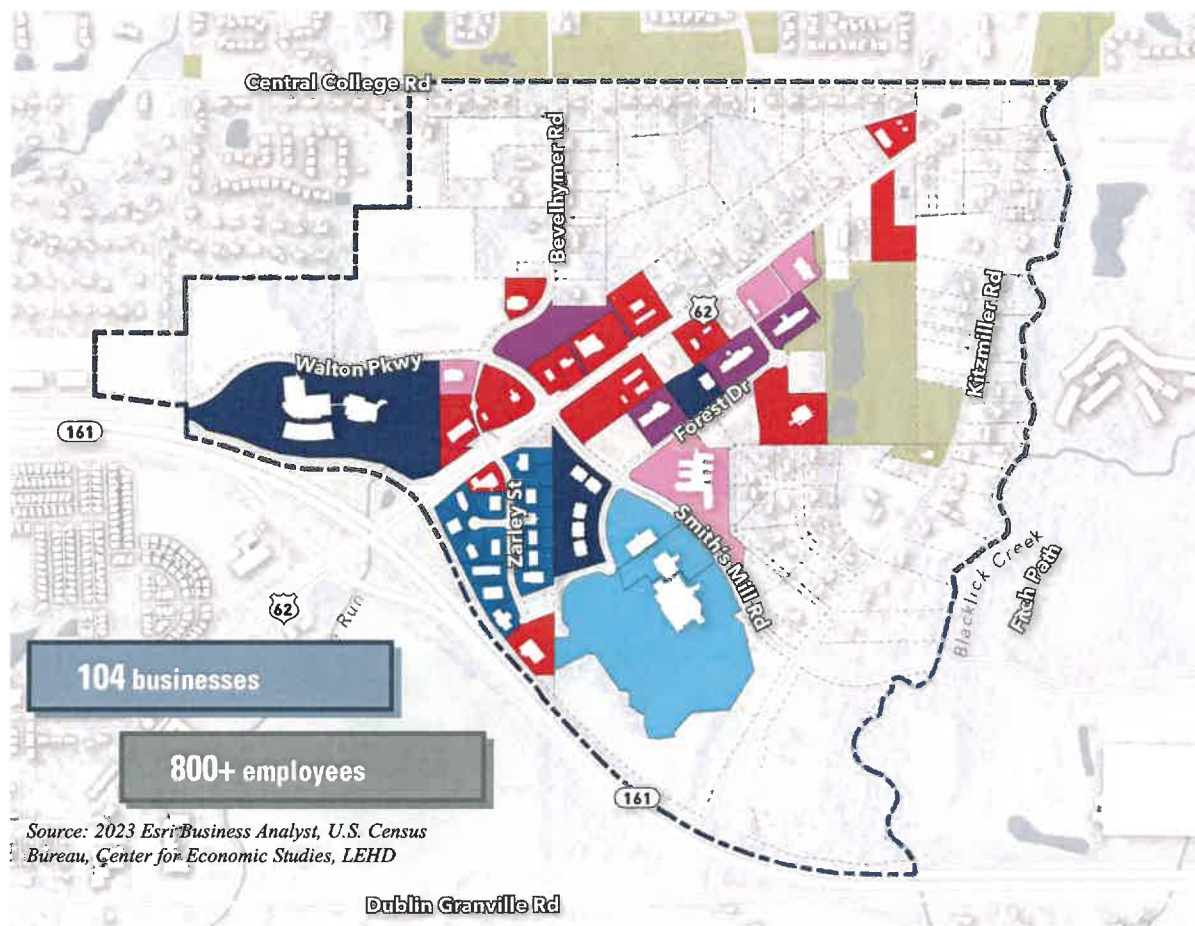 Central College Rd
Bevelhymer Rd
62
Kitzmiller Rd
Walton Pkwy
161
Forest Dr
Zarley St
Smith's Mill Rd
Blacklick Creek
Fitch Path
62
Run
104 businesses
800+ employees
161
Source: 2023 Esri Business Analyst, U.S. Census
Bureau, Center for Economic Studies, LEHD
Dublin Granville Rd